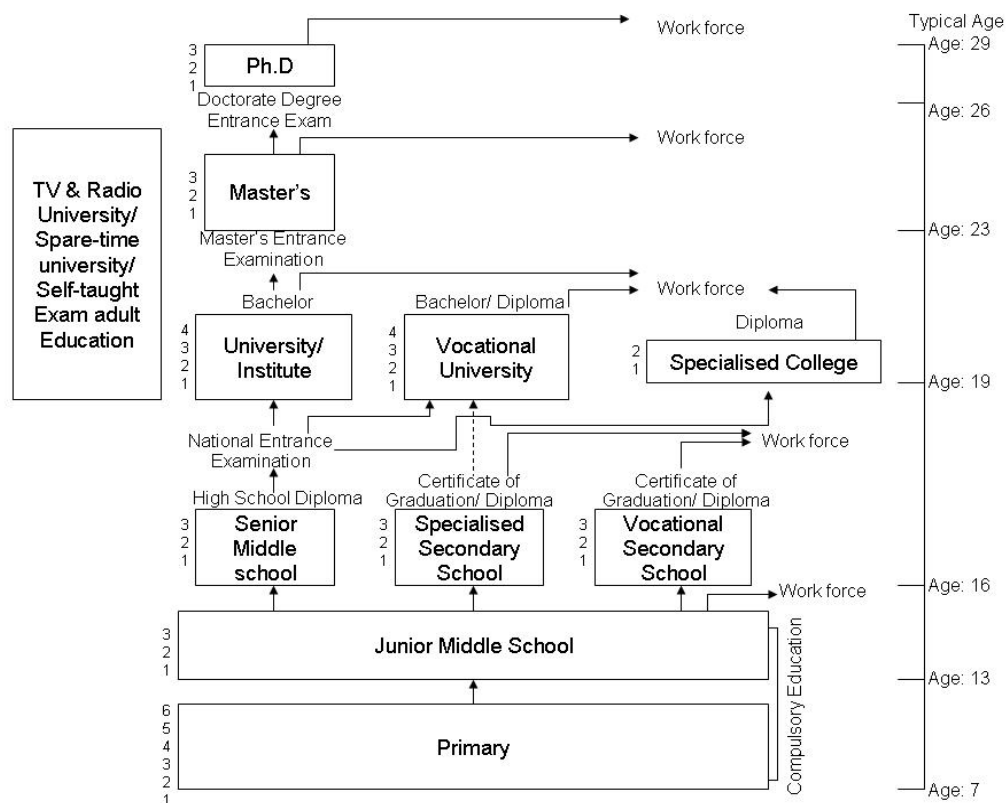 Typical Age
Work force
Age: 29
3
2
1
Ph.D
Doctorate Degree
Entrance Exam
Age: 26
Work force
TV & Radio
University/
Spare-time
university/
Self-taught
Exam adult
Education
3
2
1
Master's
Age: 23
Master's Entrance
Examination
Bachelor
Bachelor/ Diploma
Work force
Diploma
4
3
2
1
University/
Institute
4
3
2
1
Vocational
University
2
1
Specialised College
Age: 19
National Entrance
Examination
Work force
High School Diploma
Certificate of
Graduation/ Diploma
Certificate of
Graduation/ Diploma
3
2
1
Senior
Middle
school
3
2
1
Specialised
Secondary
School
3
2
1
Vocational
Secondary
School
Age: 16
Work force
3
2
1
Junior Middle School
Compulsory Education
Age: 13
6
5
4
3
2
1
Primary
Age: 7